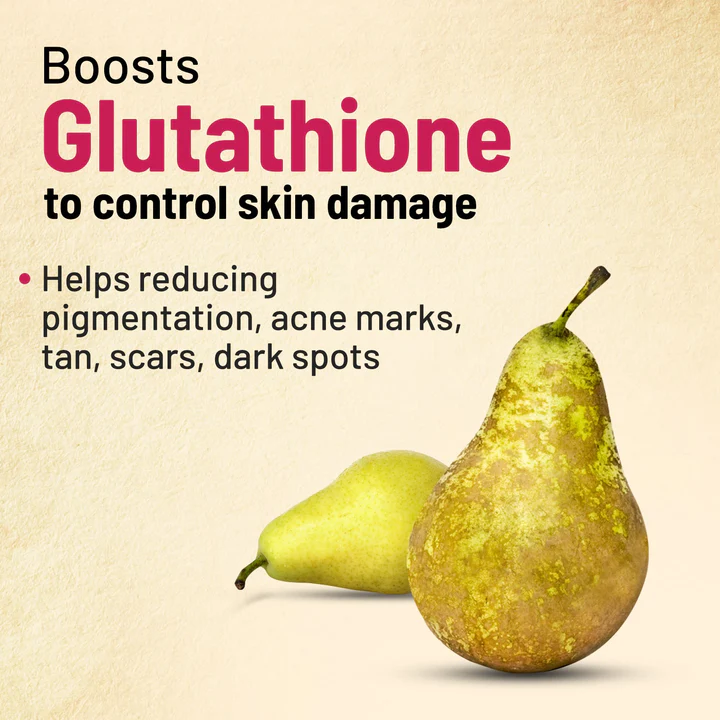 Boosts
Glutathione
to control skin damage
• Helps reducing
pigmentation, acne marks,
tan, scars, dark spots